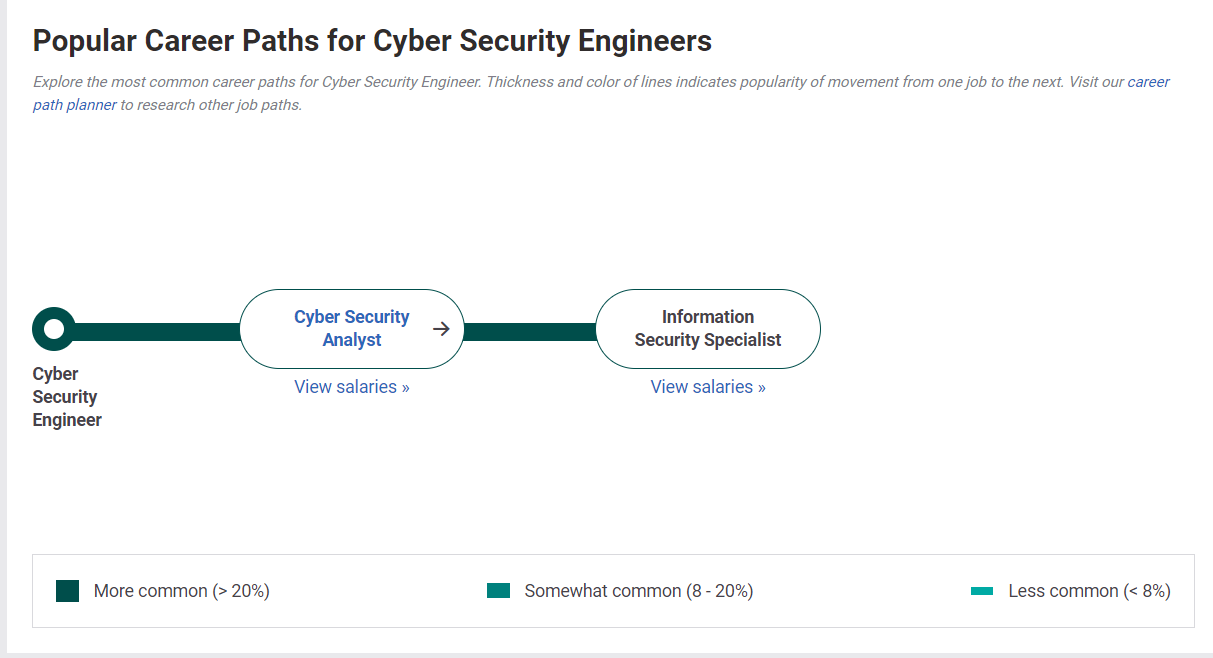 Popular Career Paths for Cyber Security Engineers
Explore the most common career paths for Cyber Security Engineer. Thickness and color of lines indicates popularity of movement from one job to the next. Visit our career
path planner to research other job paths.
Cyber
Security
Engineer
Cyber Security
Analyst
View salaries »
Information
Security Specialist
View salaries »
More common (> 20%)
Somewhat common (8 - 20%)
Less common (< 8%)